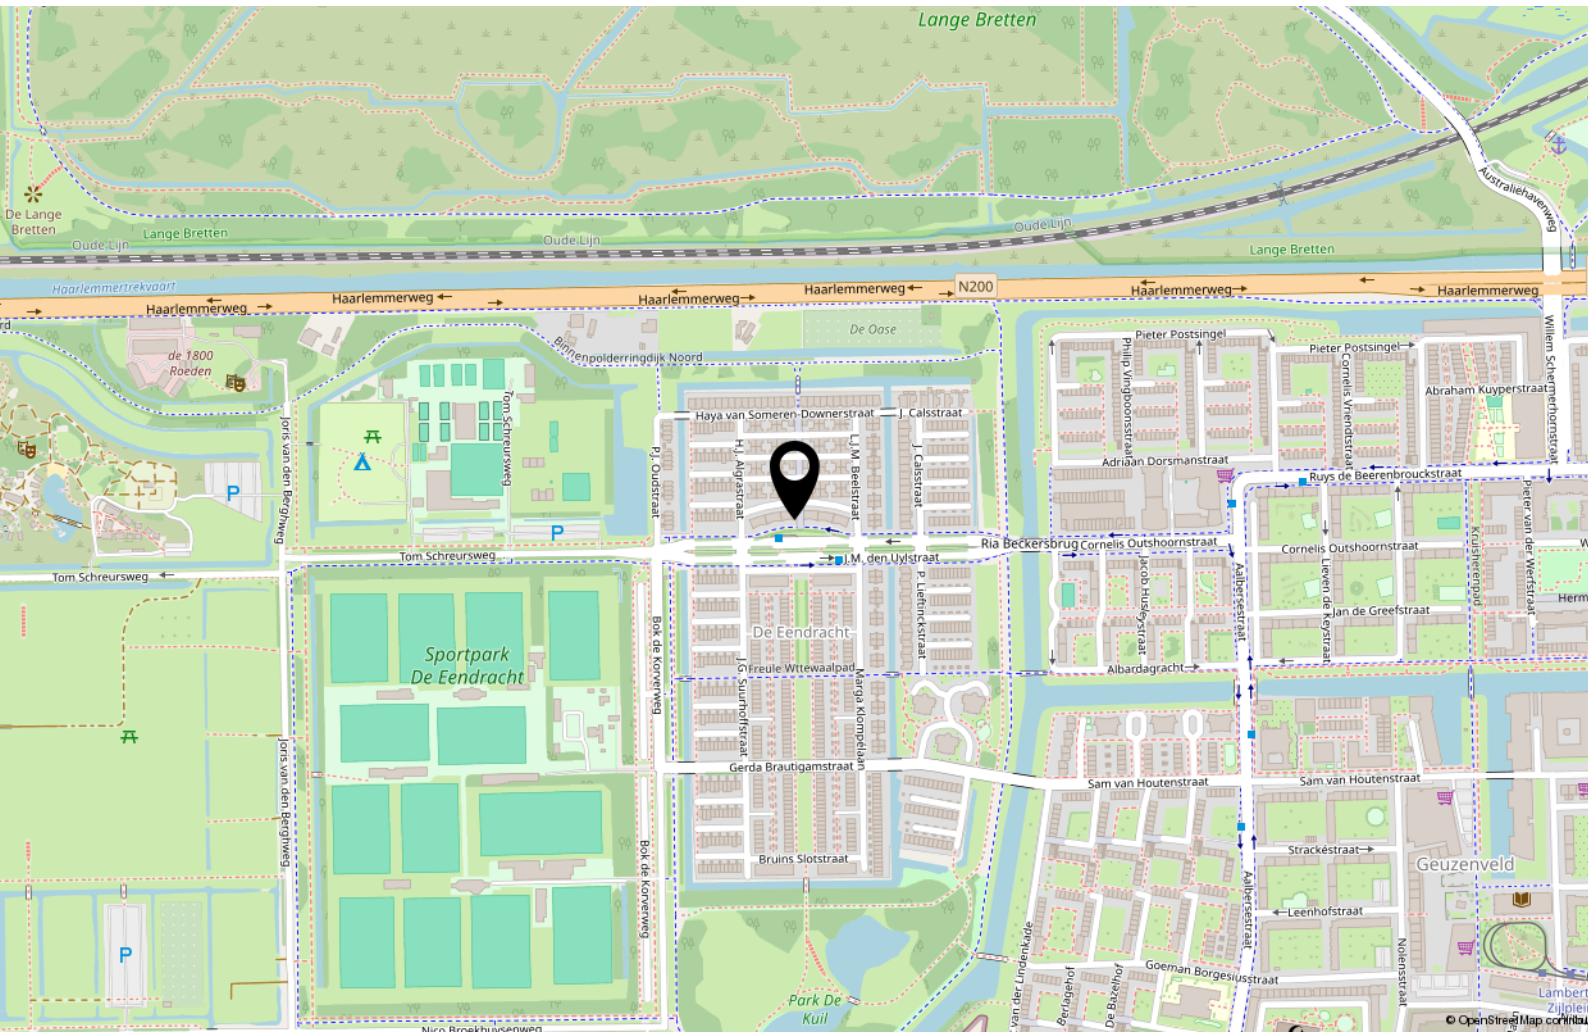 Lange Bretten
Australiëhavenweg
De Lange
Bretten
Lange Bretten
Oude Lijn
Oude Lijn
Oude Lijn
Lange Bretten
Haarlemmertrekvaart
N200
Haarlemmerweg
Haarlemmerweg
Haarlemmerweg
Haarlemmerweg
Haarlemmerweg
Haarlemmerweg
rd
de 1800
Roeden
Binnenpolderringdijk Noord
De Oase
Pieter Postsingel
Pieter Postsingel
Philip Vingboonsstraat
Cornelis Vriendtstraat
Willem Schermerhornstraat
Abraham Kuyperstraat
Haya van Someren-Downerstraat
J. Calsstraat
Joris van den Berghweg
Tom Schreursweg
P.J. Oudstraat
H.J. Algrastraat
L.J.M. Beelstraat
J. Calsstraat
Adriaan Dorsmanstraat
Ruys de Beerenbrouckstraat
P
P
Tom Schreursweg
Tom Schreursweg
Ria Beckersbrug
Cornelis Outshoornstraat
Cornelis Outshoornstraat
J.M. den Uylstraat
Aalbersestraat
Jacob Husleystraat
Lieven de Keystraat
Kruisherenpad
Pieter van der Werfstraat
W
Herm
Jan de Greefstraat
P. Lieftinckstraat
Bok de Korverweg
De Eendracht
Sportpark
De Eendracht
Freule Wttewaalpad
Albardagracht
J.G. Suurhoffstraat
Marga Klompélaan
Joris van den Berghweg
Gerda Brautigamstraat
Sam van Houtenstraat
Sam van Houtenstraat
Bok de Korverweg
Bruins Slotstraat
Strackéstraat
Geuzenveld
Aalbersestraat
Leenhofstraat
Nolensstraat
P
van der Lindenkade
Berlagehof
De Bazelhof
Goeman Borgesiusstraat
Park De
Kuil
Lambert
Zijlplein
Nico Broekhuysenweg
© OpenStreetMap contribu